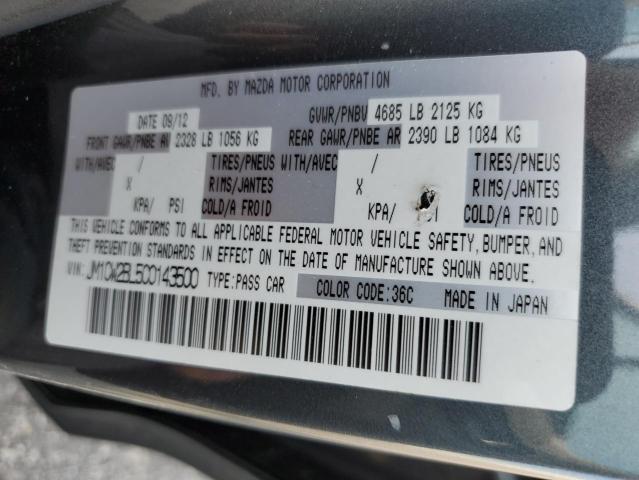 MFD. BY MAZDA MOTOR CORPORATION
DATE 09/12 GVWR/PNBV 4685 LB 2125 KG
FRONT GAWR/PNBE AV 2328 LB 1056 KG REAR GAWR/PNBE AR 2390 LB 1084 KG
WITH/AVEC / TIRES/PNEUS WITH/AVEC / TIRES/PNEUS
X RIMS/JANTES X RIMS/JANTES
KPA/ PSI COLD/A FROID KPA/ PSI COLD/A FROID
THIS VEHICLE CONFORMS TO ALL APPLICABLE FEDERAL MOTOR VEHICLE SAFETY, BUMPER, AND
THEFT PREVENTION STANDARDS IN EFFECT ON THE DATE OF MANUFACTURE SHOWN ABOVE.
VIN: JM1CW2BL5C0143500 TYPE:PASS CAR COLOR CODE:36C MADE IN JAPAN